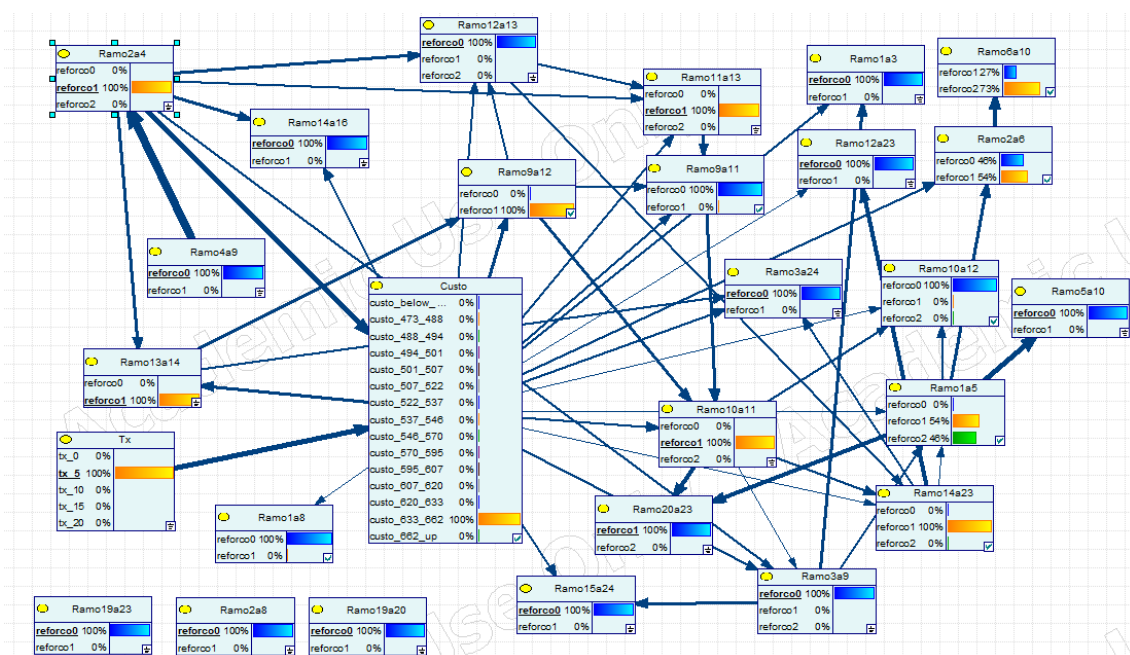 Ramo2a4
reforco0 0%
reforco1 100%
reforco2 0%
Ramo12a13
reforco0 100%
reforco1 0%
reforco2 0%
Ramo14a16
reforco0 100%
reforco1 0%
Ramo11a13
reforco0 0%
reforco1 100%
reforco2 0%
Ramo1a3
reforco0 100%
reforco1 0%
Ramo6a10
reforco1 27%
reforco2 73%
Ramo12a23
reforco0 100%
reforco1 0%
Ramo2a6
reforco0 46%
reforco1 54%
Ramo9a12
reforco0 0%
reforco1 100%
Ramo9a11
reforco0 100%
reforco1 0%
Ramo4a9
reforco0 100%
reforco1 0%
Custo
custo_below_... 0%
custo_473_488 0%
custo_488_494 0%
custo_494_501 0%
custo_501_507 0%
custo_507_522 0%
custo_522_537 0%
custo_537_546 0%
custo_546_570 0%
custo_570_595 0%
custo_595_607 0%
custo_607_620 0%
custo_620_633 0%
custo_633_662 100%
custo_662_up 0%
Ramo3a24
reforco0 100%
reforco1 0%
Ramo10a12
reforco0 100%
reforco1 0%
reforco2 0%
Ramo5a10
reforco0 100%
reforco1 0%
Ramo13a14
reforco0 0%
reforco1 100%
Ramo1a5
reforco0 0%
reforco1 54%
reforco2 46%
Ramo10a11
reforco0 0%
reforco1 100%
reforco2 0%
Tx
tx_0 0%
tx_5 100%
tx_10 0%
tx_15 0%
tx_20 0%
Ramo1a8
reforco0 100%
reforco1 0%
Ramo20a23
reforco1 100%
reforco2 0%
Ramo14a23
reforco0 0%
reforco1 100%
reforco2 0%
Ramo15a24
reforco0 100%
reforco1 0%
Ramo3a9
reforco0 100%
reforco1 0%
reforco2 0%
Ramo19a23
reforco0 100%
reforco1 0%
Ramo2a8
reforco0 100%
reforco1 0%
Ramo19a20
reforco0 100%
reforco1 0%